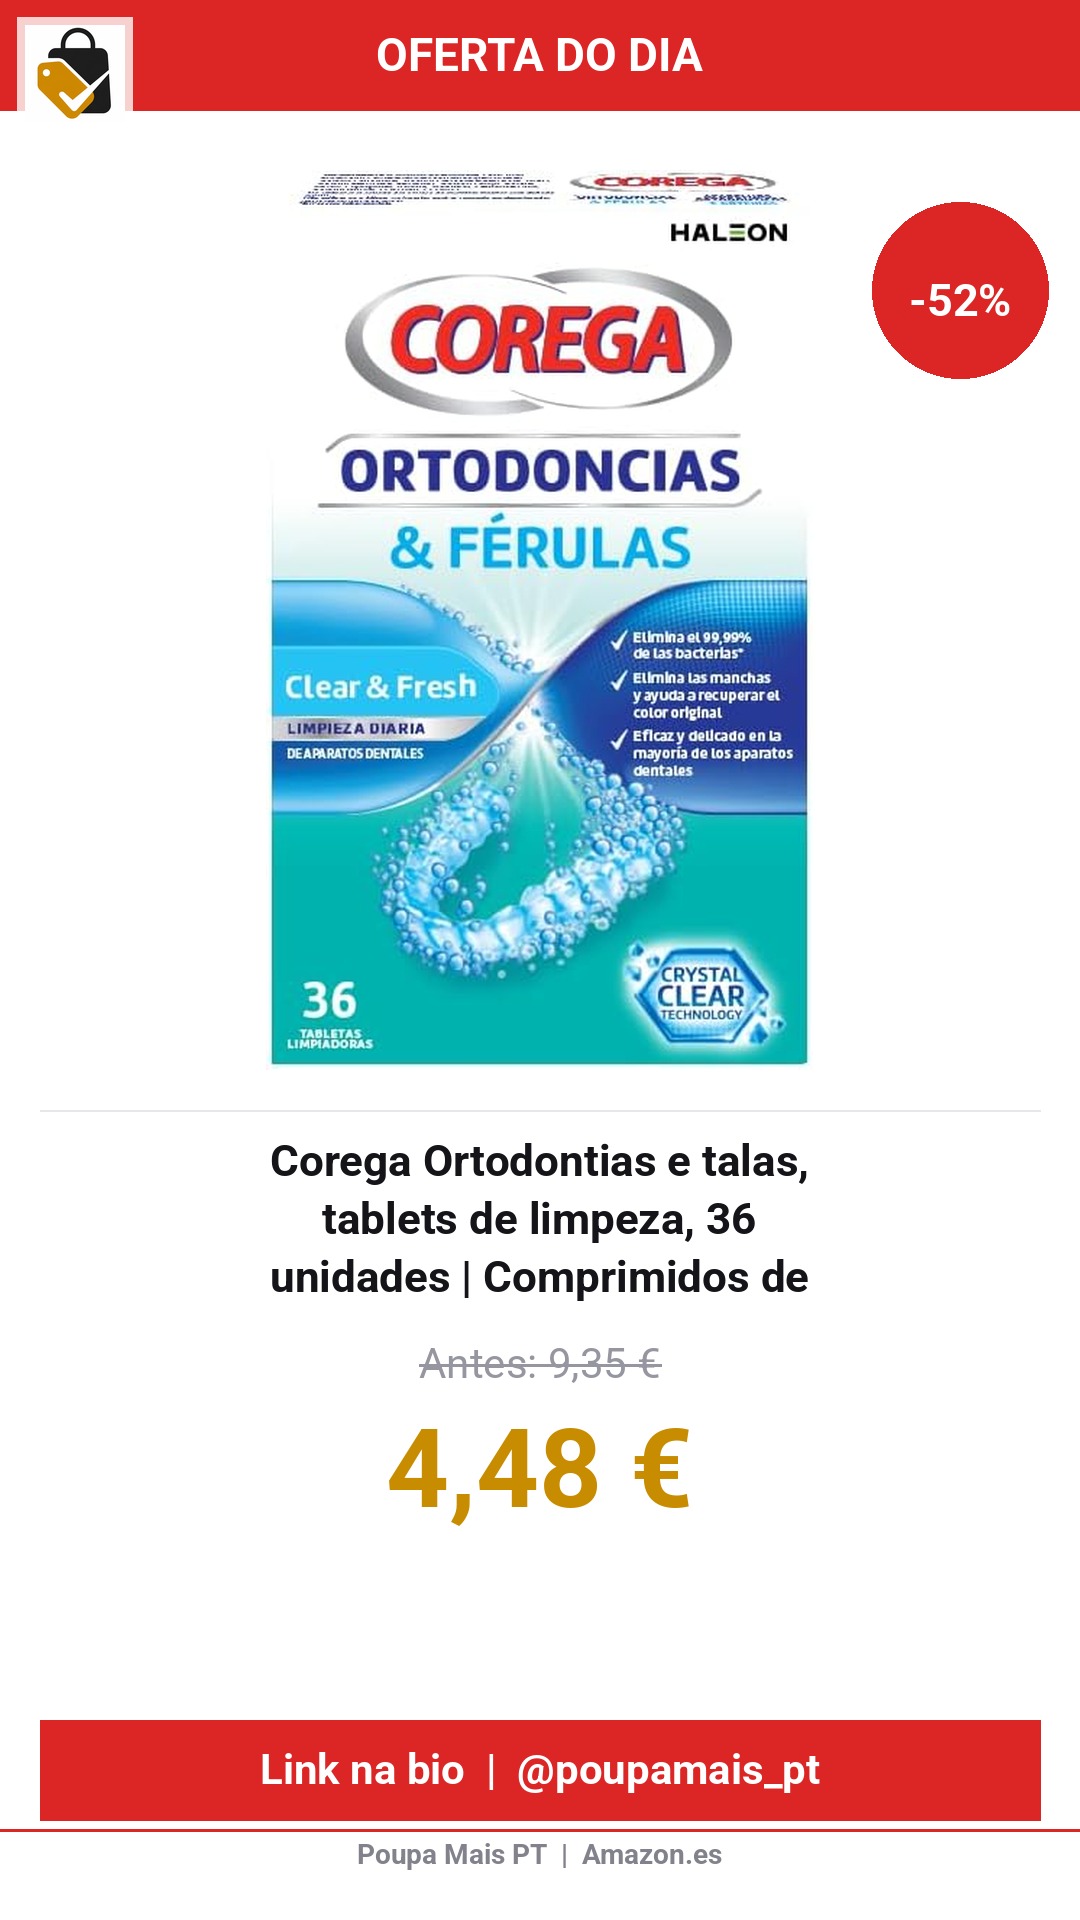 OFERTA DO DIA
COREGA
HALEON
-52%
COREGA
ORTODONCIAS
& FÉRULAS
Elimina el 99,99%
de las bacterias*
Clear & Fresh
Elimina las manchas
y ayuda a recuperar el
color original
LIMPIEZA DIARIA
DE APARATOS DENTALES
Eficaz y delicado en la
mayoría de los aparatos
dentales
36
TABLETAS
LIMPIADORAS
CRYSTAL
CLEAR
TECHNOLOGY
Corega Ortodontias e talas,
tablets de limpeza, 36
unidades | Comprimidos de
Antes: 9,35 €
4,48 €
Link na bio | @poupamais_pt
Poupa Mais PT | Amazon.es